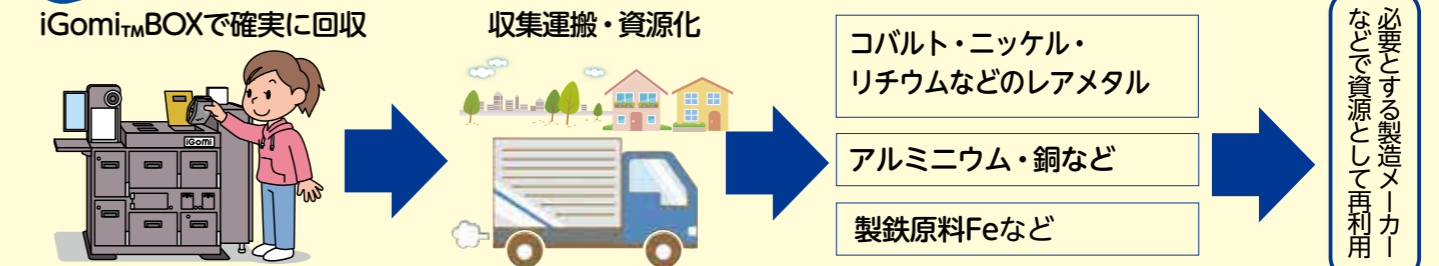 iGomi™BOXで確実に回収
iGomi
収集運搬・資源化
コバルト・ニッケル・
リチウムなどのレアメタル
アルミニウム・銅など
製鉄原料Feなど
必要とする製造メーカー
などで資源として再利用